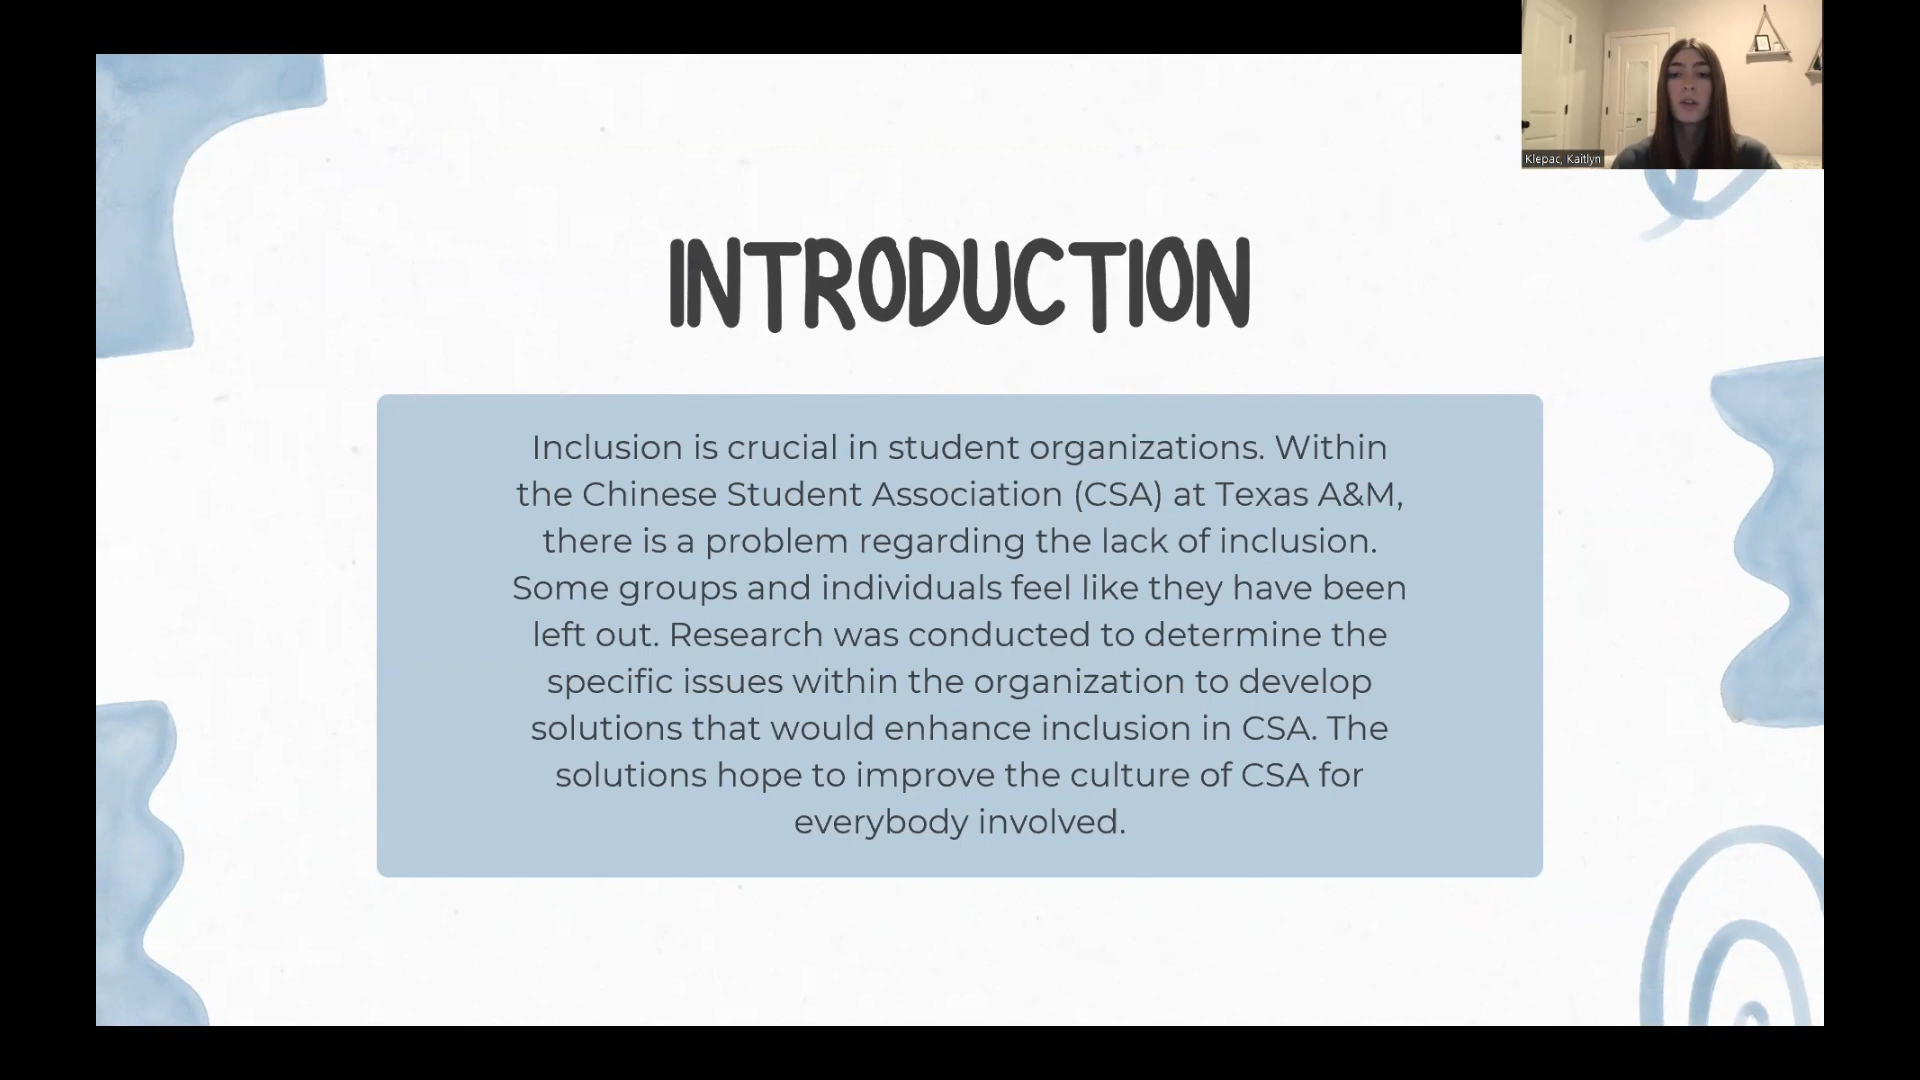 Klepac, Kaitlyn
INTRODUCTION
Inclusion is crucial in student organizations. Within
the Chinese Student Association (CSA) at Texas A&M,
there is a problem regarding the lack of inclusion.
Some groups and individuals feel like they have been
left out. Research was conducted to determine the
specific issues within the organization to develop
solutions that would enhance inclusion in CSA. The
solutions hope to improve the culture of CSA for
everybody involved.